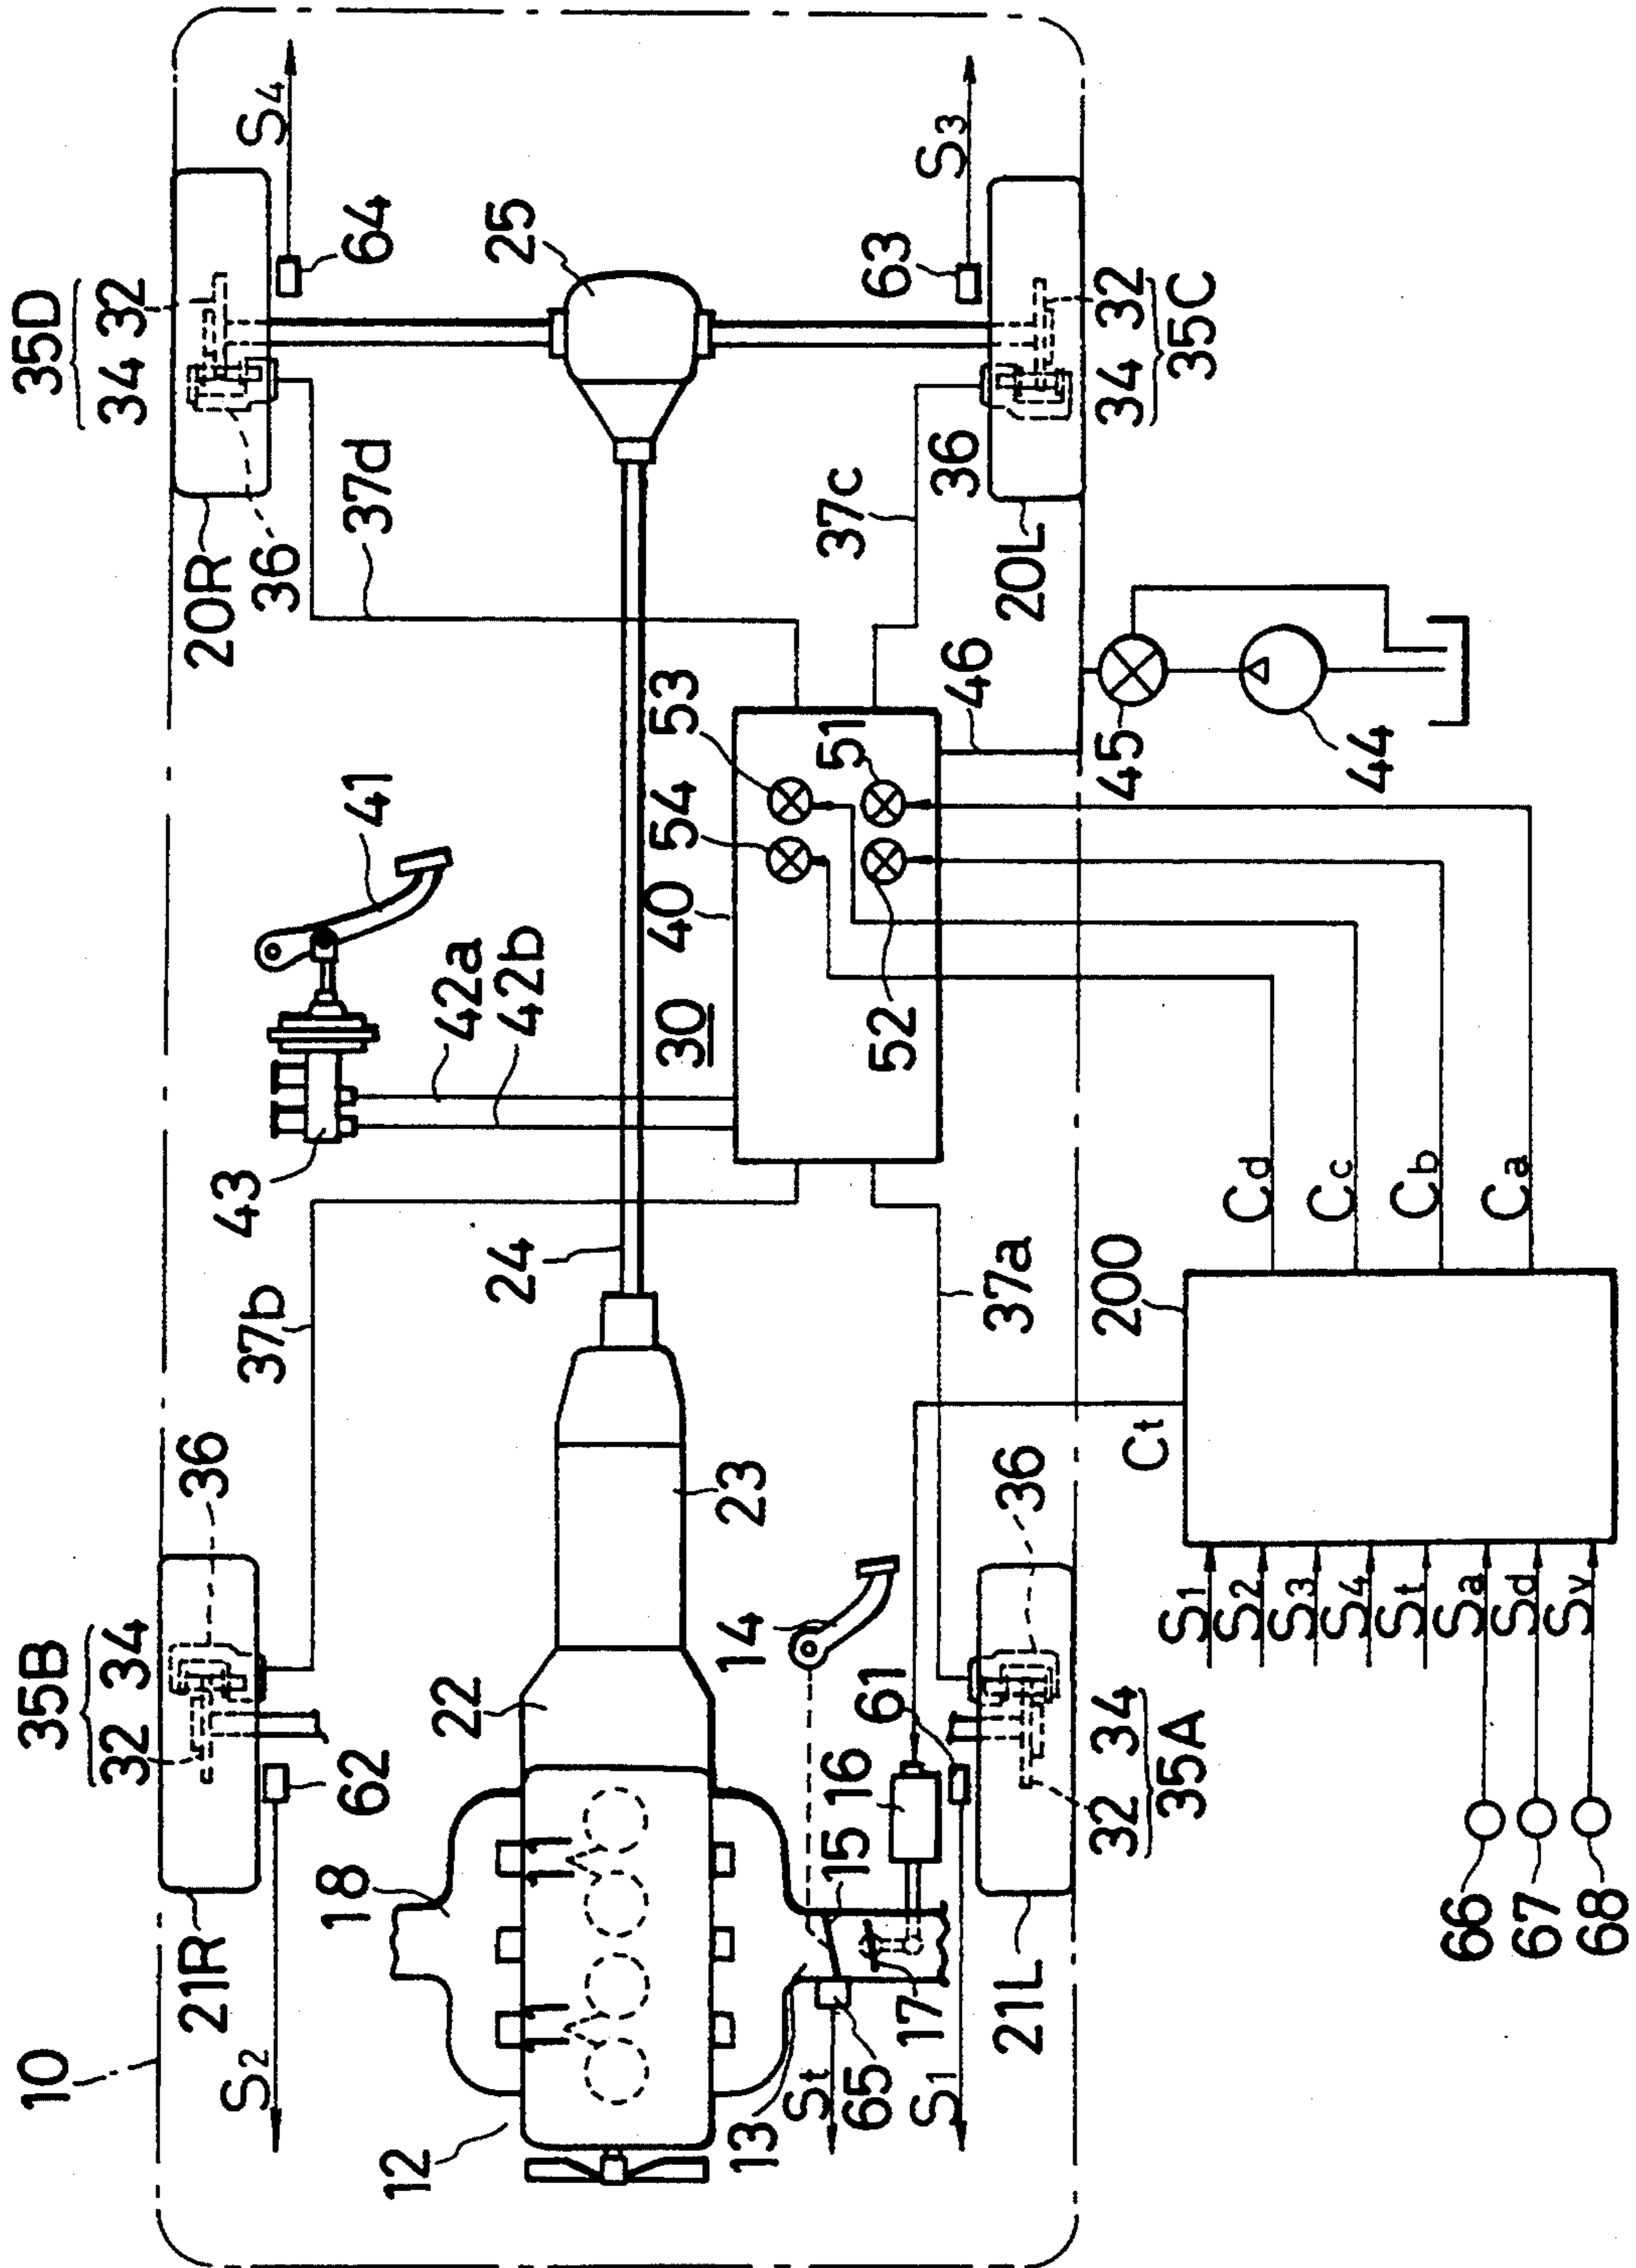 35D
34 32
S4
64
20R
36
37d
25
63
S3
36
34 32
35C
20L
37c
41
43
42a
42b
24
30
40
53
54
51
52
46
45
44
37b
37a
36
35B
32 34
62
21R
S2
10
18
22
23
14
12
13
15
16
17
61
65
St
S1
36
32 34
35A
21L
200
Ct
Cd
Cc
Cb
Ca
S1
S2
S3
S4
St
Sa
Sd
Sv
66
67
68